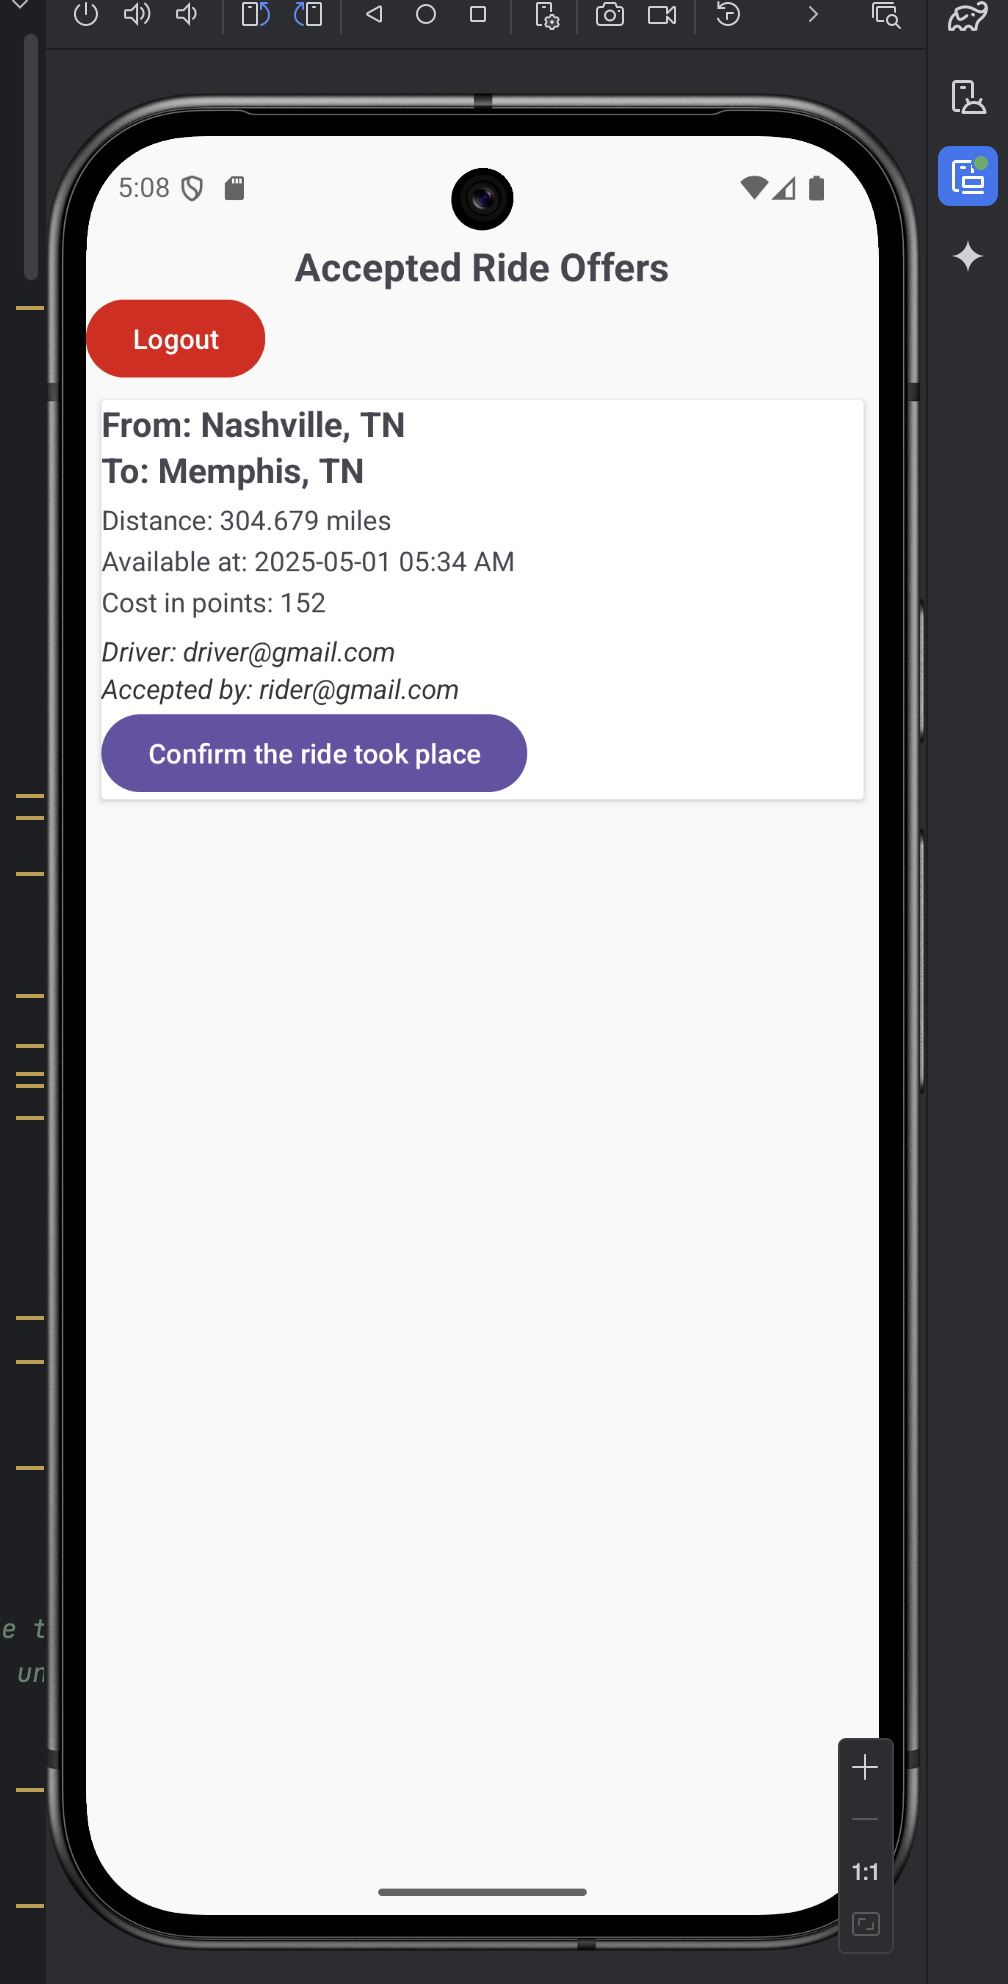 5:08
Accepted Ride Offers
Logout
From: Nashville, TN
To: Memphis, TN
Distance: 304.679 miles
Available at: 2025-05-01 05:34 AM
Cost in points: 152
Driver: driver@gmail.com
Accepted by: rider@gmail.com
Confirm the ride took place
e t
un
1:1